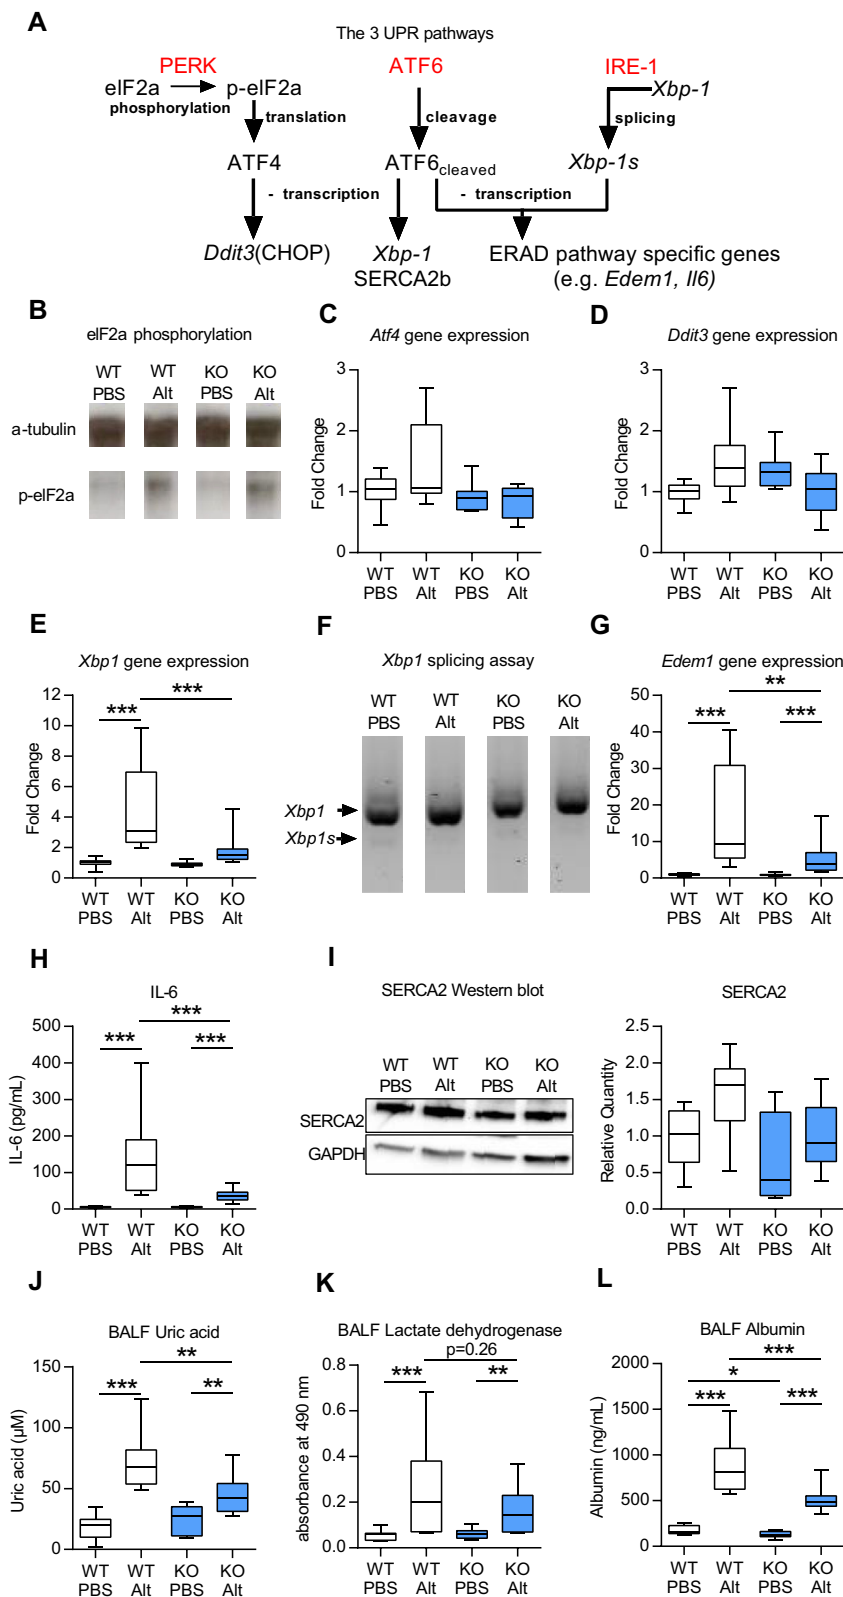 A
The 3 UPR pathways
PERK
ATF6
IRE-1
eIF2a
p-eIF2a
Xbp-1
phosphorylation
translation
cleavage
splicing
ATF4
ATF6cleaved
Xbp-1s
- transcription
- transcription
Ddit3(CHOP)
Xbp-1
SERCA2b
ERAD pathway specific genes
(e.g. Edem1, Il6)
B
eIF2a phosphorylation
WT PBS
WT Alt
KO PBS
KO Alt
a-tubulin
p-eIF2a
C
Atf4 gene expression
Fold Change
3
2
1
0
WT PBS
WT Alt
KO PBS
KO Alt
D
Ddit3 gene expression
Fold Change
3
2
1
0
WT PBS
WT Alt
KO PBS
KO Alt
E
Xbp1 gene expression
Fold Change
12
10
8
6
4
2
0
***
***
WT PBS
WT Alt
KO PBS
KO Alt
F
Xbp1 splicing assay
WT PBS
WT Alt
KO PBS
KO Alt
Xbp1
Xbp1s
G
Edem1 gene expression
Fold Change
50
40
30
20
10
0
**
***
***
WT PBS
WT Alt
KO PBS
KO Alt
H
IL-6
IL-6 (pg/mL)
500
400
300
200
100
0
***
***
***
WT PBS
WT Alt
KO PBS
KO Alt
I
SERCA2 Western blot
WT PBS
WT Alt
KO PBS
KO Alt
SERCA2
GAPDH
SERCA2
Relative Quantity
2.5
2.0
1.5
1.0
0.5
0.0
WT PBS
WT Alt
KO PBS
KO Alt
J
BALF Uric acid
Uric acid (µM)
150
100
50
0
**
***
**
WT PBS
WT Alt
KO PBS
KO Alt
K
BALF Lactate dehydrogenase
p=0.26
absorbance at 490 nm
0.8
0.6
0.4
0.2
0.0
***
**
WT PBS
WT Alt
KO PBS
KO Alt
L
BALF Albumin
Albumin (ng/mL)
2000
1500
1000
500
0
***
*
***
***
WT PBS
WT Alt
KO PBS
KO Alt